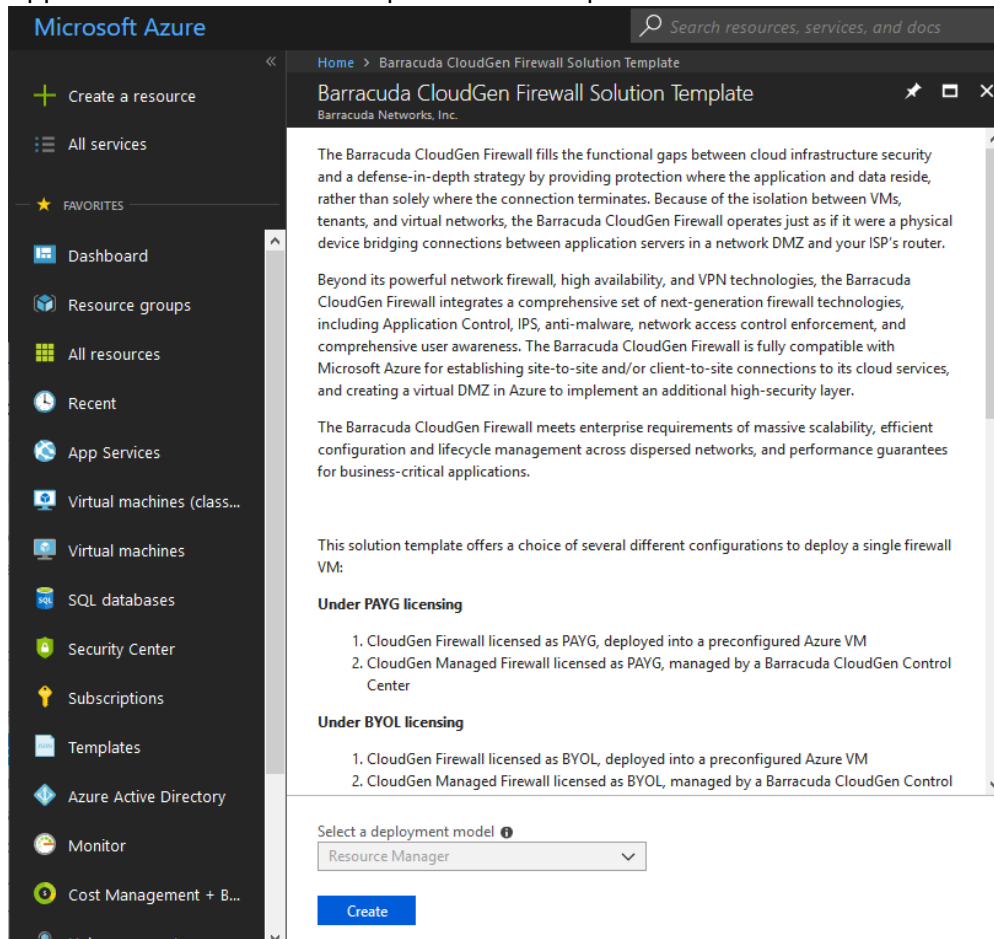 Microsoft Azure
Search resources, services, and docs
«
Create a resource
All services
FAVORITES
Dashboard
Resource groups
All resources
Recent
App Services
Virtual machines (class...
Virtual machines
SQL databases
Security Center
Subscriptions
Templates
Azure Active Directory
Monitor
Cost Management + B...
Home > Barracuda CloudGen Firewall Solution Template
Barracuda CloudGen Firewall Solution Template
Barracuda Networks, Inc.
The Barracuda CloudGen Firewall fills the functional gaps between cloud infrastructure security
and a defense-in-depth strategy by providing protection where the application and data reside,
rather than solely where the connection terminates. Because of the isolation between VMs,
tenants, and virtual networks, the Barracuda CloudGen Firewall operates just as if it were a physical
device bridging connections between application servers in a network DMZ and your ISP's router.
Beyond its powerful network firewall, high availability, and VPN technologies, the Barracuda
CloudGen Firewall integrates a comprehensive set of next-generation firewall technologies,
including Application Control, IPS, anti-malware, network access control enforcement, and
comprehensive user awareness. The Barracuda CloudGen Firewall is fully compatible with
Microsoft Azure for establishing site-to-site and/or client-to-site connections to its cloud services,
and creating a virtual DMZ in Azure to implement an additional high-security layer.
The Barracuda CloudGen Firewall meets enterprise requirements of massive scalability, efficient
configuration and lifecycle management across dispersed networks, and performance guarantees
for business-critical applications.
This solution template offers a choice of several different configurations to deploy a single firewall
VM:
Under PAYG licensing
1. CloudGen Firewall licensed as PAYG, deployed into a preconfigured Azure VM
2. CloudGen Managed Firewall licensed as PAYG, managed by a Barracuda CloudGen Control
Center
Under BYOL licensing
1. CloudGen Firewall licensed as BYOL, deployed into a preconfigured Azure VM
2. CloudGen Managed Firewall licensed as BYOL, managed by a Barracuda CloudGen Control
Select a deployment model
Resource Manager
Create